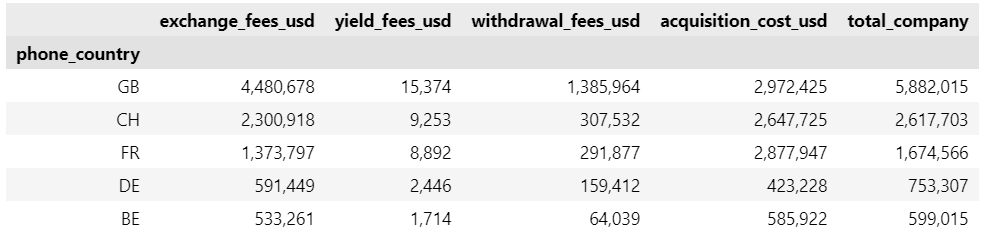 exchange_fees_usd yield_fees_usd withdrawal_fees_usd acquisition_cost_usd total_company
phone_country
GB 4,480,678 15,374 1,385,964 2,972,425 5,882,015
CH 2,300,918 9,253 307,532 2,647,725 2,617,703
FR 1,373,797 8,892 291,877 2,877,947 1,674,566
DE 591,449 2,446 159,412 423,228 753,307
BE 533,261 1,714 64,039 585,922 599,015